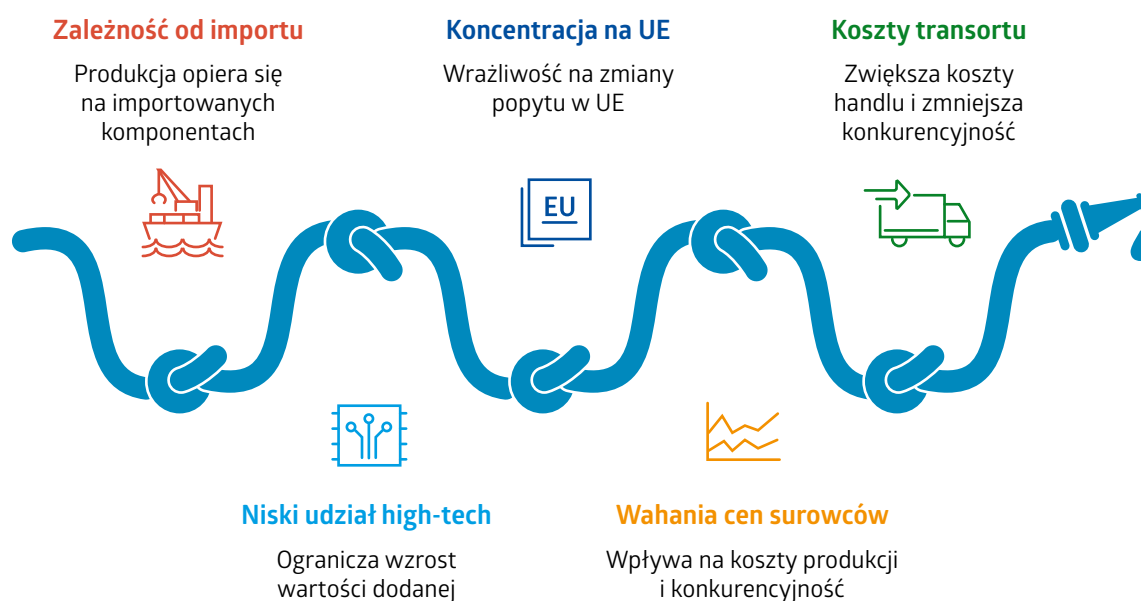 Zależność od importu
Produkcja opiera się
na importowanych
komponentach
Koncentracja na UE
Wrażliwość na zmiany
popytu w UE
Koszty transortu
Zwiększa koszty
handlu i zmniejsza
konkurencyjność
EU
Niski udział high-tech
Ogranicza wzrost
wartości dodanej
Wahania cen surowców
Wpływa na koszty produkcji
i konkurencyjność